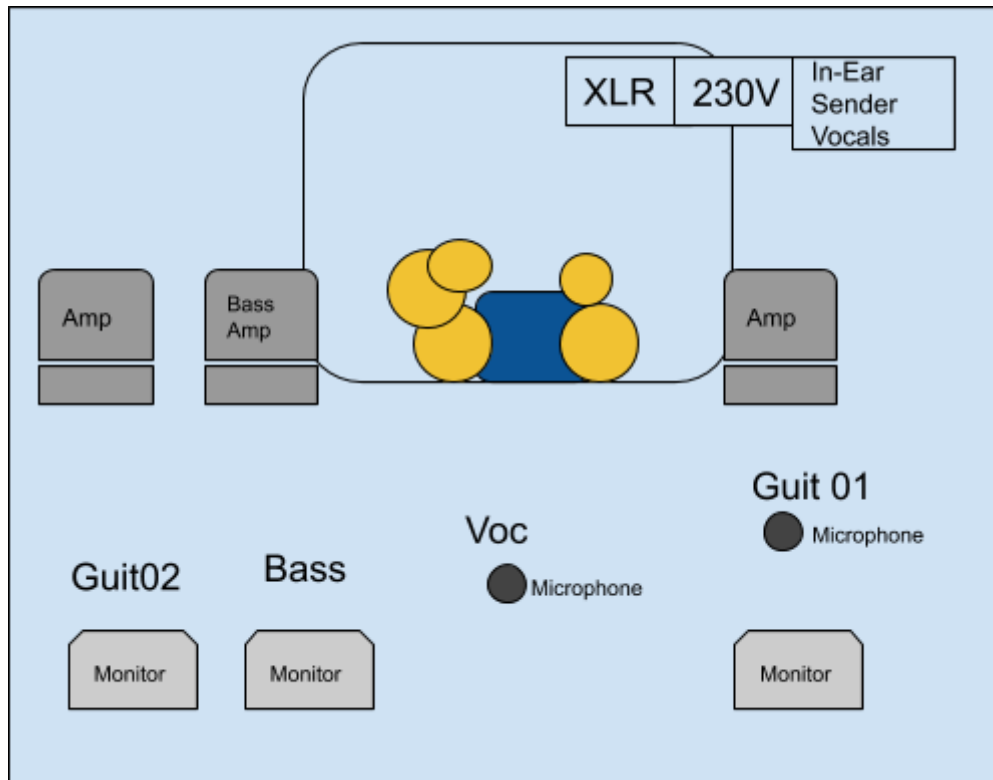 XLR
230V
In-Ear
Sender
Vocals
Amp
Bass
Amp
Amp
Guit 01
Microphone
Voc
Microphone
Guit02
Bass
Monitor
Monitor
Monitor